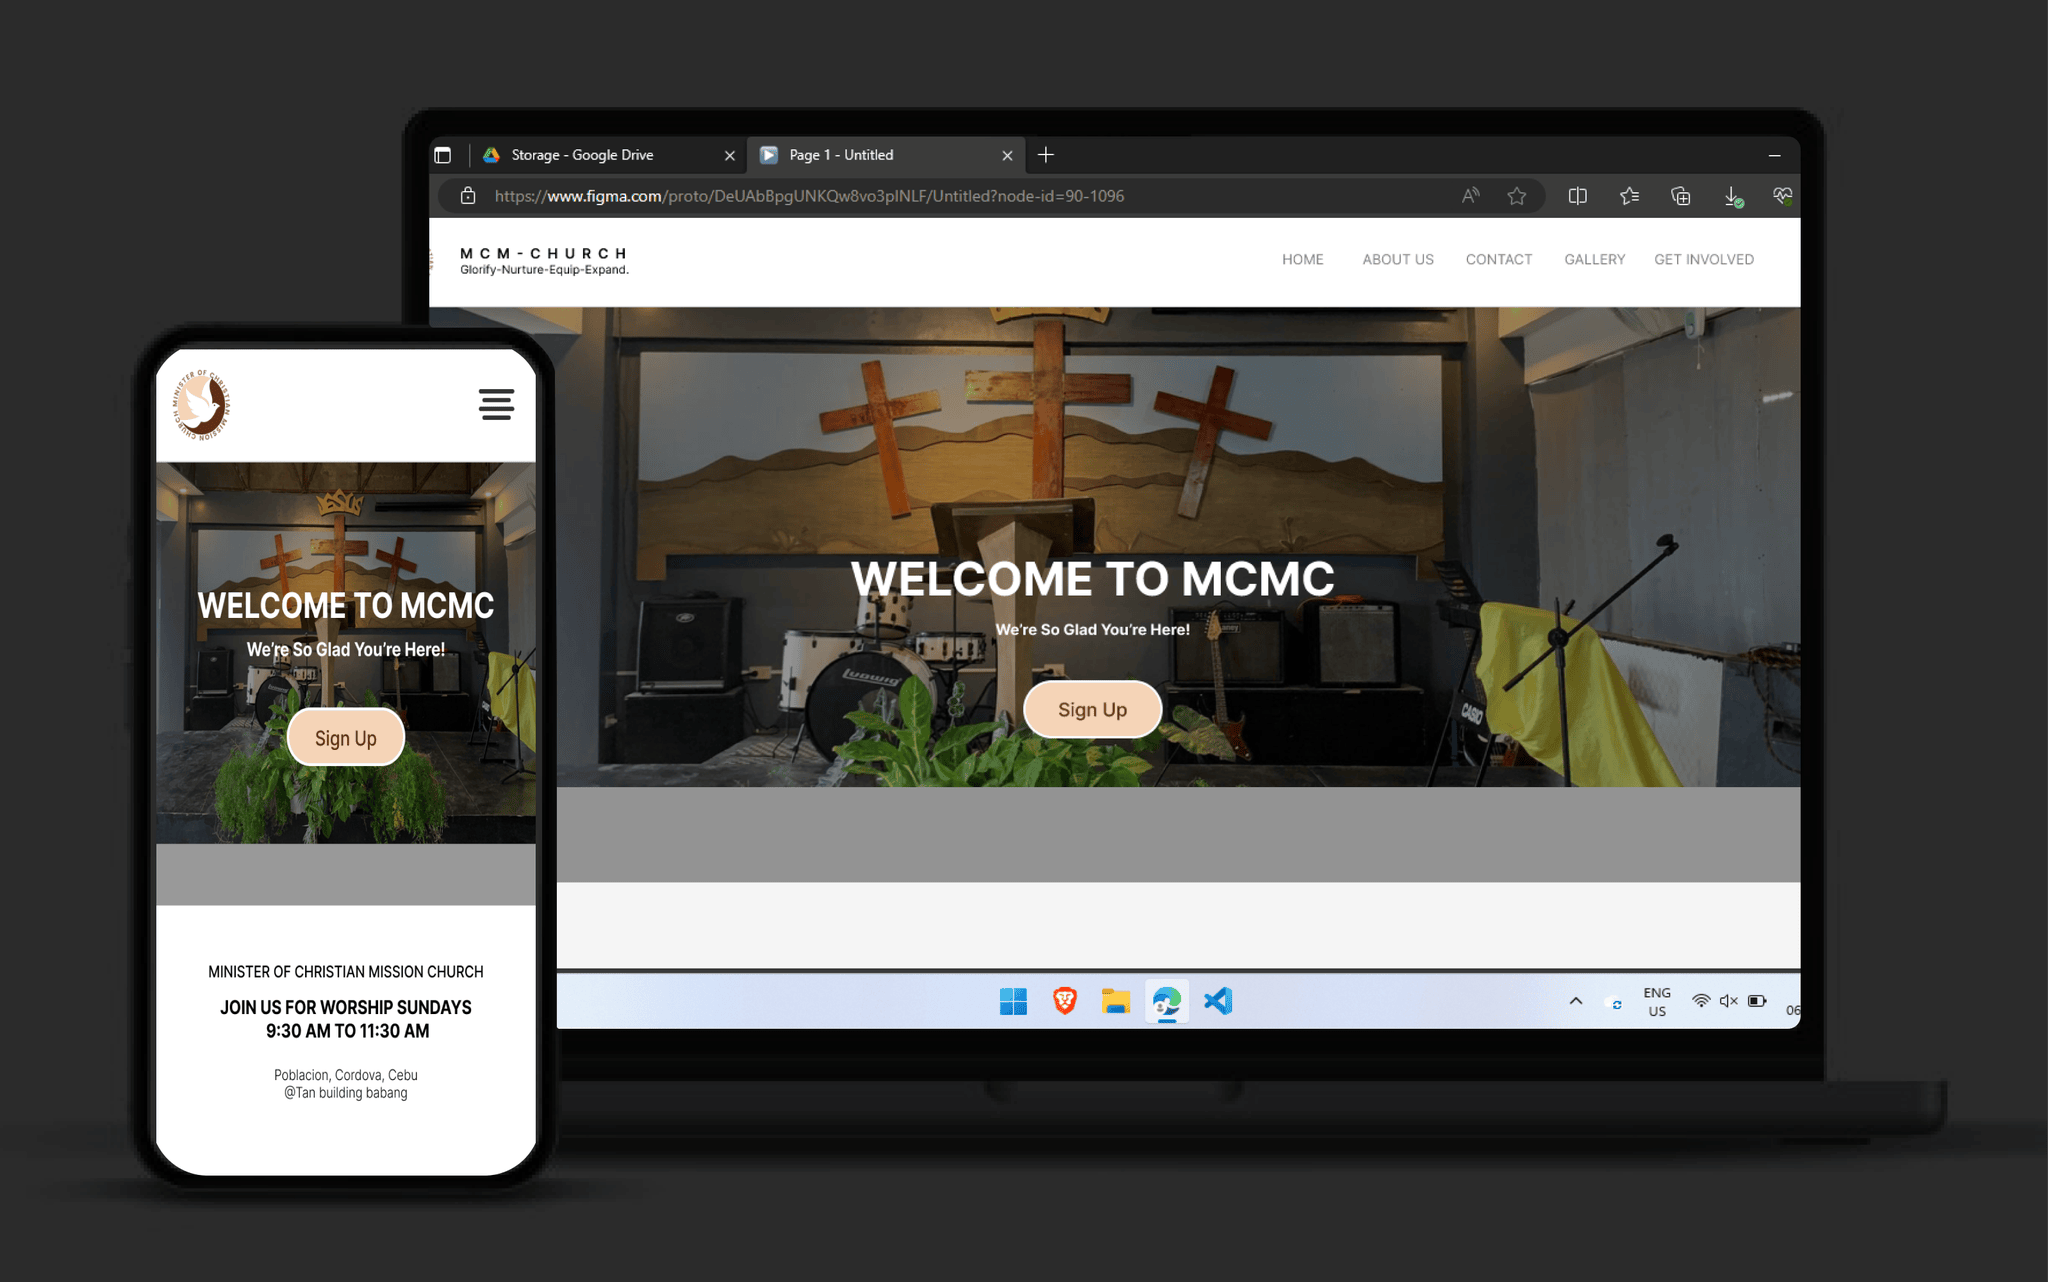 Storage - Google Drive
Page 1 - Untitled
https://www.figma.com/proto/DeUAbBpgUNKQw8vo3pINLF/Untitled?node-id=90-1096
MCM-CHURCH
Glorify-Nurture-Equip-Expand.
HOME
ABOUT US
CONTACT
GALLERY
GET INVOLVED
WELCOME TO MCMC
We're So Glad You're Here!
Sign Up
Ludwig
CASIO
ENG
US
06
MINISTER OF CHRISTIAN MISSION CHURCH
JESUS
WELCOME TO MCMC
We're So Glad You're Here!
Sign Up
MINISTER OF CHRISTIAN MISSION CHURCH
JOIN US FOR WORSHIP SUNDAYS
9:30 AM TO 11:30 AM
Poblacion, Cordova, Cebu
@Tan building babang